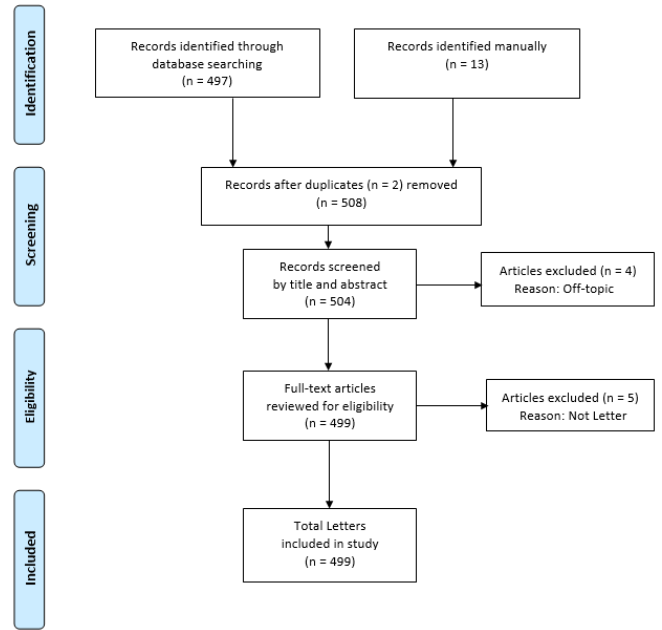 Identification
Records identified through
database searching
(n = 497)
Records identified manually
(n = 13)
Screening
Records after duplicates (n = 2) removed
(n = 508)
Records screened
by title and abstract
(n = 504)
Articles excluded (n = 4)
Reason: Off-topic
Eligibility
Full-text articles
reviewed for eligibility
(n = 499)
Articles excluded (n = 5)
Reason: Not Letter
Included
Total Letters
included in study
(n = 499)